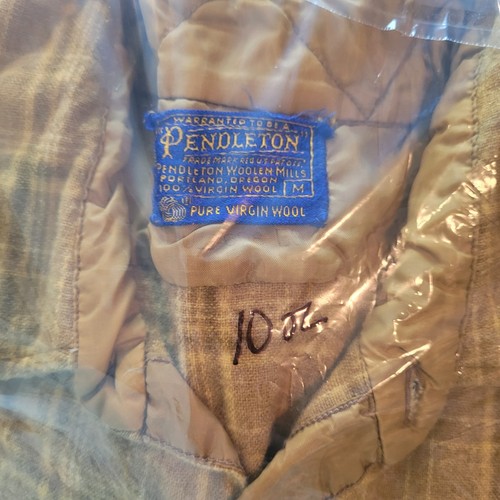 WARRANTED TO BE A
"PENDLETON"
TRADE MARK REG US PAT OFF
PENDLETON WOOLEN MILLS
PORTLAND, OREGON
100% VIRGIN WOOL M
PURE VIRGIN WOOL
10 oz